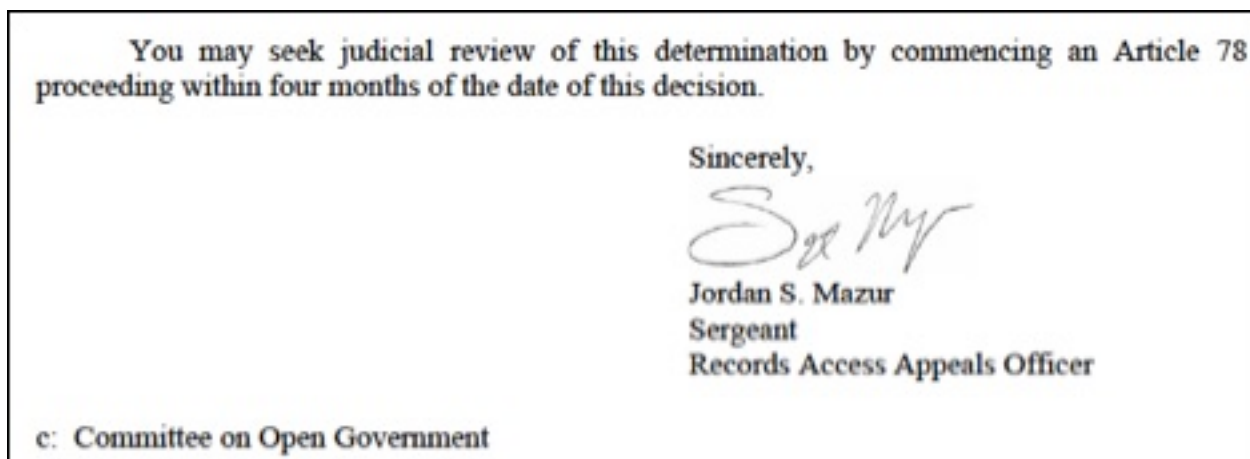 You may seek judicial review of this determination by commencing an Article 78
proceeding within four months of the date of this decision.
Sincerely,
Jordan S. Mazur
Sergeant
Records Access Appeals Officer
c: Committee on Open Government